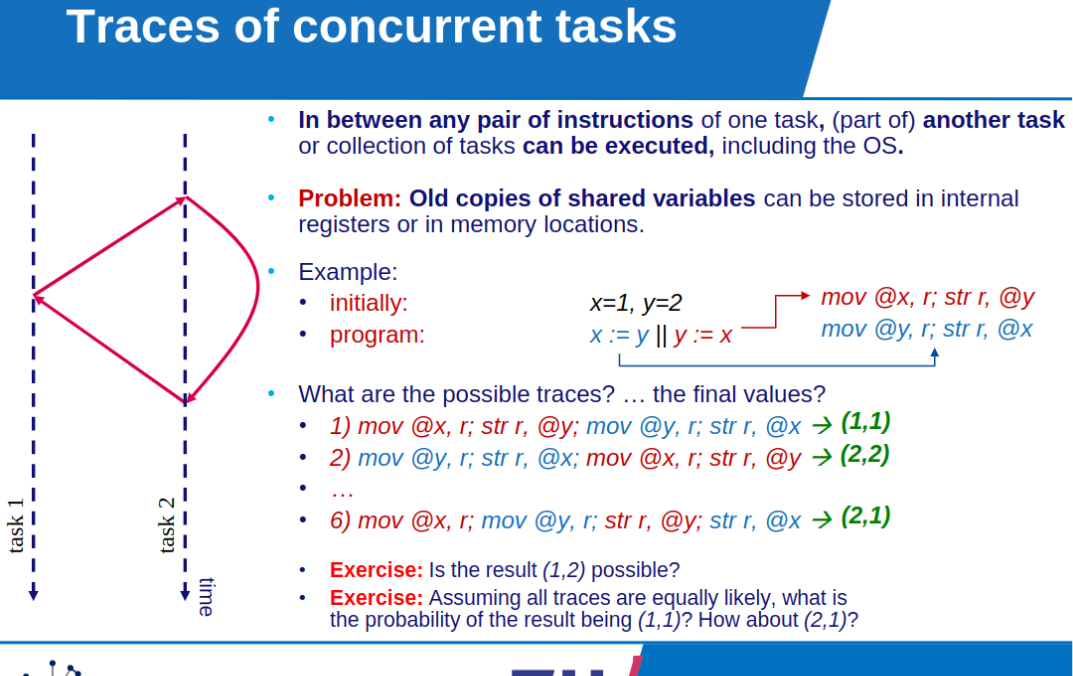 Traces of concurrent tasks
• In between any pair of instructions of one task, (part of) another task
or collection of tasks can be executed, including the OS.
• Problem: Old copies of shared variables can be stored in internal
registers or in memory locations.
• Example:
• initially: x=1, y=2
• program: x := y || y := x
mov @x, r; str r, @y
mov @y, r; str r, @x
• What are the possible traces? … the final values?
• 1) mov @x, r; str r, @y; mov @y, r; str r, @x → (1,1)
• 2) mov @y, r; str r, @x; mov @x, r; str r, @y → (2,2)
• …
• 6) mov @x, r; mov @y, r; str r, @y; str r, @x → (2,1)
• Exercise: Is the result (1,2) possible?
• Exercise: Assuming all traces are equally likely, what is
the probability of the result being (1,1)? How about (2,1)?
task 1
task 2
time